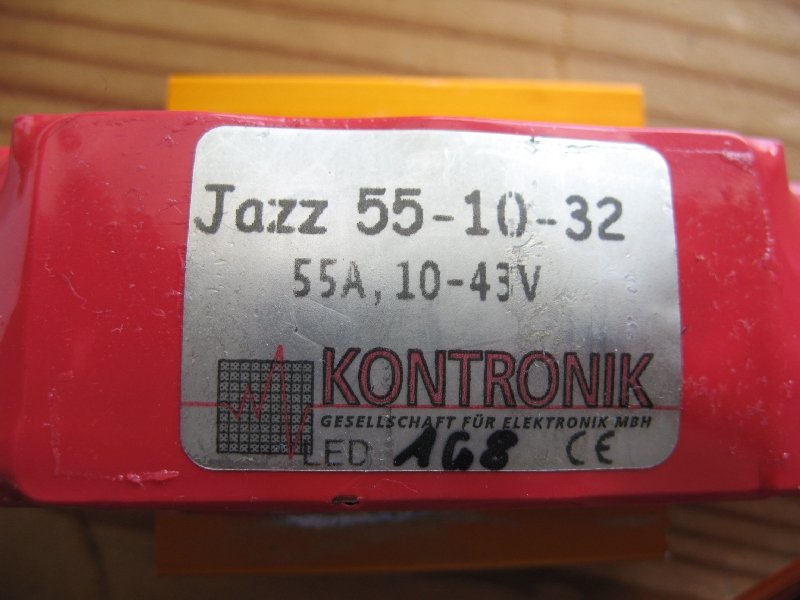 Jazz 55-10-32
55A, 10-43V
KONTRONIK
GESELLSCHAFT FÜR ELEKTRONIK MBH
LED 168 CE